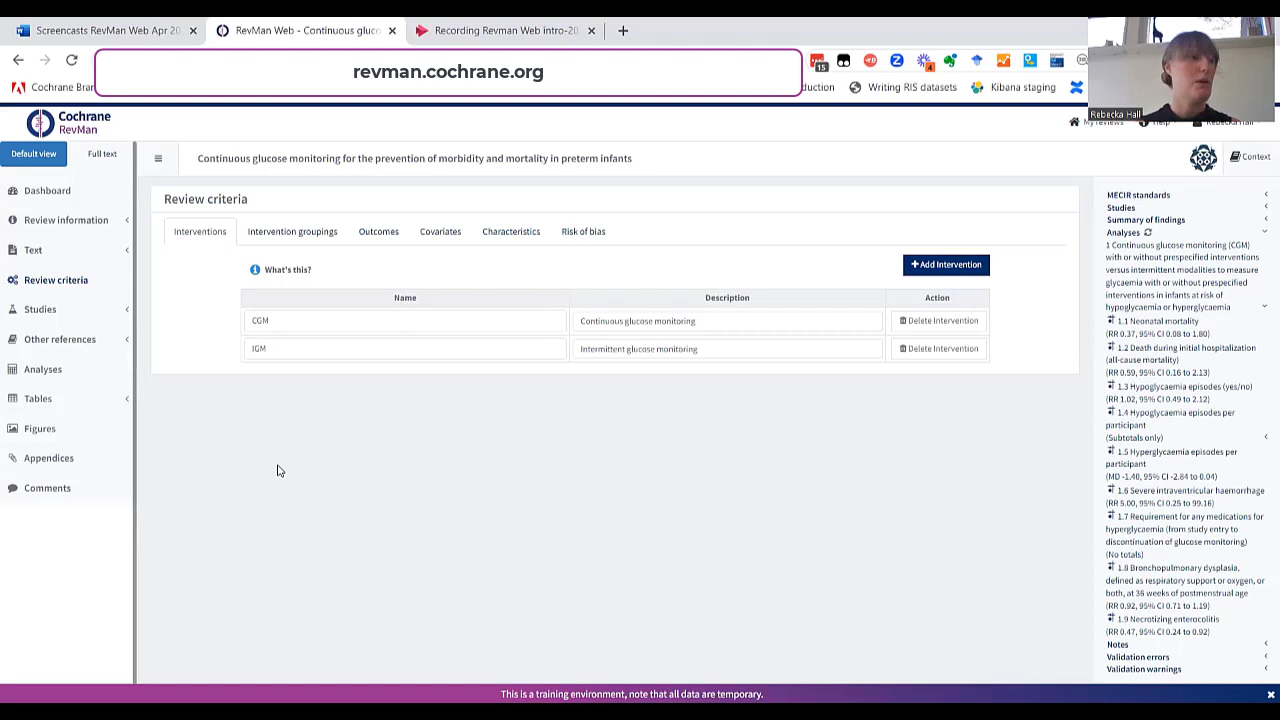 Screencasts RevMan Web Apr 20
RevMan Web - Continuous gluco
Recording Revman Web intro-20
revman.cochrane.org
15
4
Cochrane Bran
duction
Writing RIS datasets
Kibana staging
Rebecka Hall
Cochrane
RevMan
My reviews
Help
Rebecka Hall
Default view
Full text
Continuous glucose monitoring for the prevention of morbidity and mortality in preterm infants
Context
Dashboard
Review information
Text
Review criteria
Studies
Other references
Analyses
Tables
Figures
Appendices
Comments
Review criteria
Interventions
Intervention groupings
Outcomes
Covariates
Characteristics
Risk of bias
What's this?
+ Add Intervention
Name
Description
Action
CGM
Continuous glucose monitoring
Delete Intervention
IGM
Intermittent glucose monitoring
Delete Intervention
MECIR standards
Studies
Summary of findings
Analyses
1 Continuous glucose monitoring (CGM)
with or without prespecified interventions
versus intermittent modalities to measure
glycaemia with or without prespecified
interventions in infants at risk of
hypoglycaemia or hyperglycaemia
1.1 Neonatal mortality
(RR 0.37, 95% CI 0.08 to 1.80)
1.2 Death during initial hospitalization
(all-cause mortality)
(RR 0.59, 95% CI 0.16 to 2.13)
1.3 Hypoglycaemia episodes (yes/no)
(RR 1.02, 95% CI 0.49 to 2.12)
1.4 Hypoglycaemia episodes per
participant
(Subtotals only)
1.5 Hyperglycaemia episodes per
participant
(MD -1.40, 95% CI -2.84 to 0.04)
1.6 Severe intraventricular haemorrhage
(RR 5.00, 95% CI 0.25 to 99.16)
1.7 Requirement for any medications for
hyperglycaemia (from study entry to
discontinuation of glucose monitoring)
(No totals)
1.8 Bronchopulmonary dysplasia,
defined as respiratory support or oxygen, or
both, at 36 weeks of postmenstrual age
(RR 0.92, 95% CI 0.71 to 1.19)
1.9 Necrotizing enterocolitis
(RR 0.47, 95% CI 0.24 to 0.92)
Notes
Validation errors
Validation warnings
This is a training environment, note that all data are temporary.